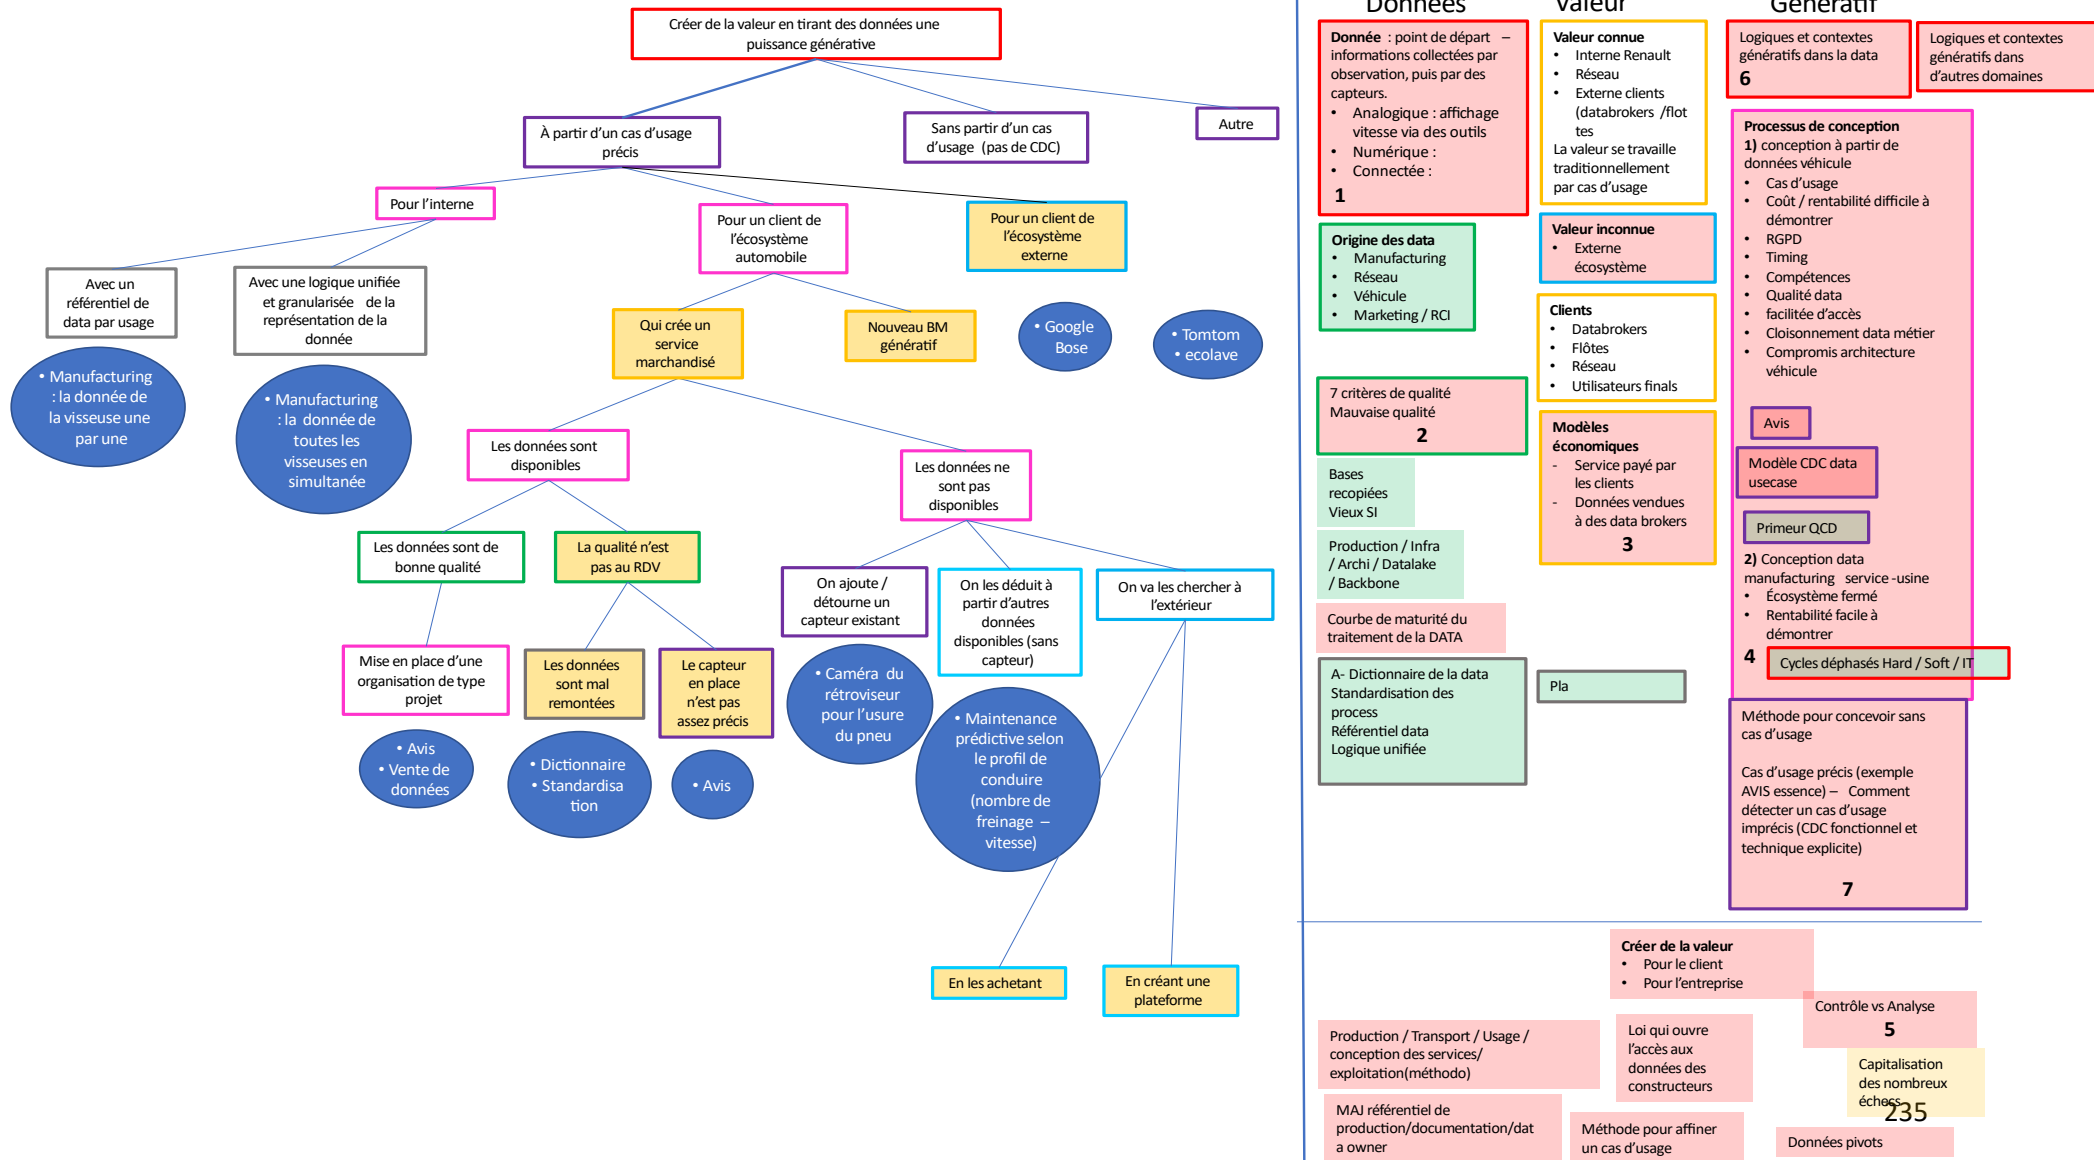 Créer de la valeur en tirant des données une
puissance générative
À partir d'un cas d'usage
précis
Sans partir d'un cas
d'usage (pas de CDC)
Autre
Pour l'interne
Pour un client de
l'écosystème
automobile
Pour un client de
l'écosystème
externe
Avec un
référentiel de
data par usage
Avec une logique unifiée
et granularisée de la
représentation de la
donnée
Qui crée un
service
marchandisé
Nouveau BM
génératif
• Google
Bose
• Tomtom
• ecolave
• Manufacturing
: la donnée de
la visseuse une
par une
• Manufacturing
: la donnée de
toutes les
visseuses en
simultanée
Les données sont
disponibles
Les données ne
sont pas
disponibles
Les données sont de
bonne qualité
La qualité n'est
pas au RDV
On ajoute /
détourne un
capteur existant
On les déduit à
partir d'autres
données
disponibles (sans
capteur)
On va les chercher à
l'extérieur
Mise en place d'une
organisation de type
projet
Les données
sont mal
remontées
Le capteur
en place
n'est pas
assez précis
• Caméra du
rétroviseur
pour l'usure
du pneu
• Maintenance
prédictive selon
le profil de
conduire
(nombre de
freinage –
vitesse)
• Avis
• Vente de
données
• Dictionnaire
• Standardisa
tion
• Avis
En les achetant
En créant une
plateforme
Données
Valeur
Génératif
Donnée : point de départ –
informations collectées par
observation, puis par des
capteurs.
• Analogique : affichage
vitesse via des outils
• Numérique :
• Connectée :
1
Origine des data
• Manufacturing
• Réseau
• Véhicule
• Marketing / RCI
7 critères de qualité
Mauvaise qualité
2
Bases
recopiées
Vieux SI
Production / Infra
/ Archi / Datalake
/ Backbone
Courbe de maturité du
traitement de la DATA
A- Dictionnaire de la data
Standardisation des
process
Référentiel data
Logique unifiée
Valeur connue
• Interne Renault
• Réseau
• Externe clients
(databrokers /flot
tes
La valeur se travaille
traditionnellement
par cas d'usage
Valeur inconnue
• Externe
écosystème
Clients
• Databrokers
• Flôtes
• Réseau
• Utilisateurs finals
Modèles
économiques
- Service payé par
les clients
- Données vendues
à des data brokers
3
Pla
Logiques et contextes
génératifs dans la data
6
Logiques et contextes
génératifs dans
d'autres domaines
Processus de conception
1) conception à partir de
données véhicule
• Cas d'usage
• Coût / rentabilité difficile à
démontrer
• RGPD
• Timing
• Compétences
• Qualité data
• facilitée d'accès
• Cloisonnement data métier
• Compromis architecture
véhicule
Avis
Modèle CDC data
usecase
Primeur QCD
2) Conception data
manufacturing service -usine
• Écosystème fermé
• Rentabilité facile à
démontrer
4
Cycles déphasés Hard / Soft / IT
Méthode pour concevoir sans
cas d'usage
Cas d'usage précis (exemple
AVIS essence) – Comment
détecter un cas d'usage
imprécis (CDC fonctionnel et
technique explicite)
7
Créer de la valeur
• Pour le client
• Pour l'entreprise
Contrôle vs Analyse
5
Production / Transport / Usage /
conception des services/
exploitation(méthodo)
Loi qui ouvre
l'accès aux
données des
constructeurs
Capitalisation
des nombreux
échecs
235
MAJ référentiel de
production/documentation/dat
a owner
Méthode pour affiner
un cas d'usage
Données pivots